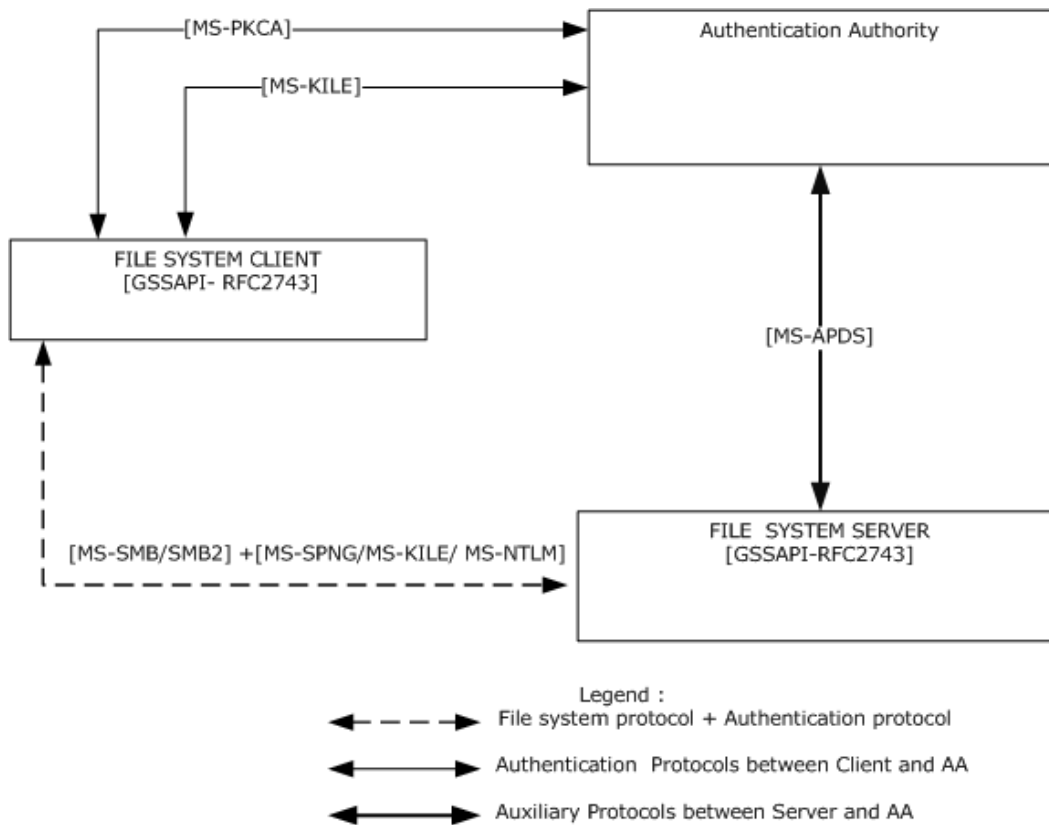 [MS-PKCA]
Authentication Authority
[MS-KILE]
FILE SYSTEM CLIENT
[GSSAPI- RFC2743]
[MS-APDS]
[MS-SMB/SMB2] +[MS-SPNG/MS-KILE/ MS-NTLM]
FILE SYSTEM SERVER
[GSSAPI-RFC2743]
Legend :
File system protocol + Authentication protocol
Authentication Protocols between Client and AA
Auxiliary Protocols between Server and AA